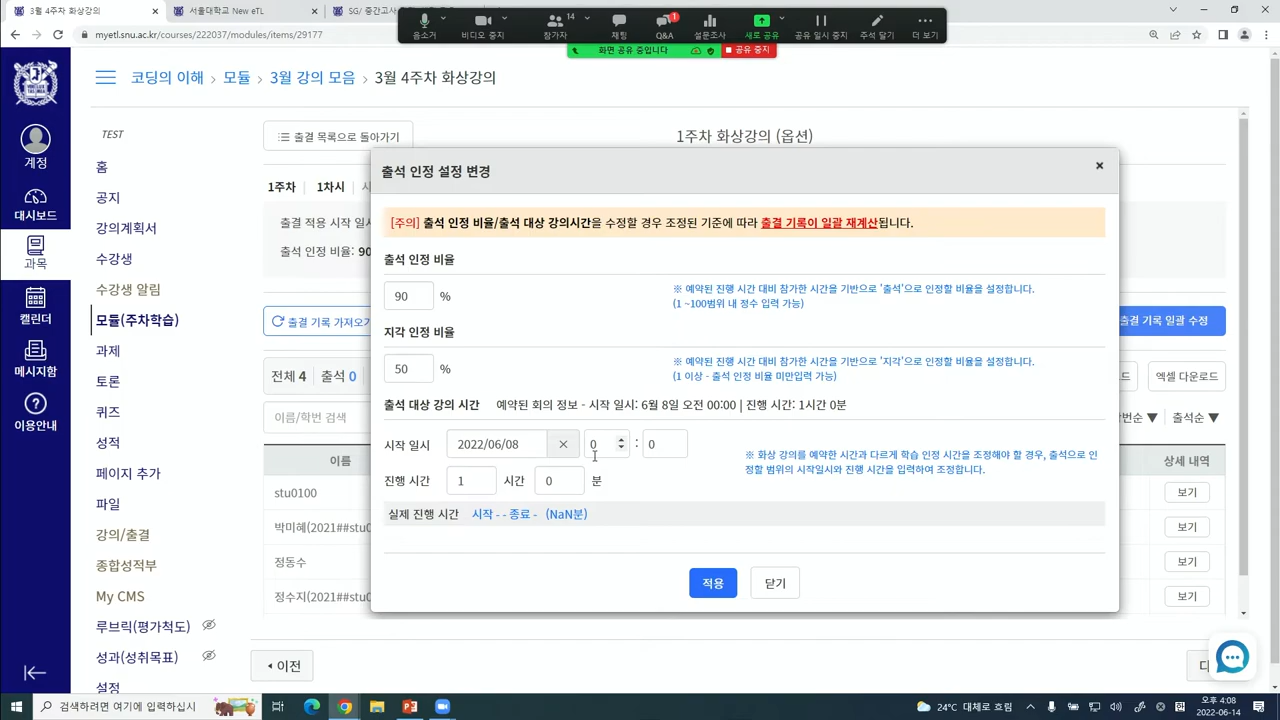 3월 4주차 화상강의
서울대학교 New eTL
SG/ 중간고사
myetl.snu.ac.kr/courses/222037/modules/items/29177
음소거
비디오 중지
14
참가자
채팅
1
Q&A
설문조사
새로 공유
공유 일시 중지
주석 달기
더 보기
화면 공유 중입니다
공유 중지
코딩의 이해 > 모듈 > 3월 강의 모음 > 3월 4주차 화상강의
계정
대시보드
과목
캘린더
메시지함
이용안내
TEST
홈
공지
강의계획서
수강생
수강생 알림
모듈(주차학습)
과제
토론
퀴즈
성적
페이지 추가
파일
강의/출결
종합성적부
My CMS
루브릭(평가척도)
성과(성취목표)
설정
출결 목록으로 돌아가기
1주차 화상강의 (옵션)
1주차 1차시
출결 적용 시작 일시
출석 인정 비율: 90
출결 기록 가져오기
출결 기록 일괄 수정
전체 4 출석 0
엑셀 다운로드
이름/학번 검색
출석순 ▼
이름
상세 내역
stu0100
보기
박미혜(2021##stu0
보기
정동수
보기
정수지(2021##stu0
보기
이전
출석 인정 설정 변경
×
[주의] 출석 인정 비율/출석 대상 강의시간을 수정할 경우 조정된 기준에 따라 출결 기록이 일괄 재계산됩니다.
출석 인정 비율
90 %
※ 예약된 진행 시간 대비 참가한 시간을 기반으로 '출석'으로 인정할 비율을 설정합니다.
(1 ~100범위 내 정수 입력 가능)
지각 인정 비율
50 %
※ 예약된 진행 시간 대비 참가한 시간을 기반으로 '지각'으로 인정할 비율을 설정합니다.
(1 이상 - 출석 인정 비율 미만입력 가능)
출석 대상 강의 시간 예약된 회의 정보 - 시작 일시: 6월 8일 오전 00:00 | 진행 시간: 1시간 0분
시작 일시 2022/06/08 × 0 : 0
진행 시간 1 시간 0 분
※ 화상 강의를 예약한 시간과 다르게 학습 인정 시간을 조정해야 할 경우, 출석으로 인
정할 범위의 시작일시와 진행 시간을 입력하여 조정합니다.
실제 진행 시간 시작 - - 종료 - (NaN분)
적용
닫기
검색하려면 여기에 입력하십시
24°C 대체로 흐림
오후 4:08
2022-06-14